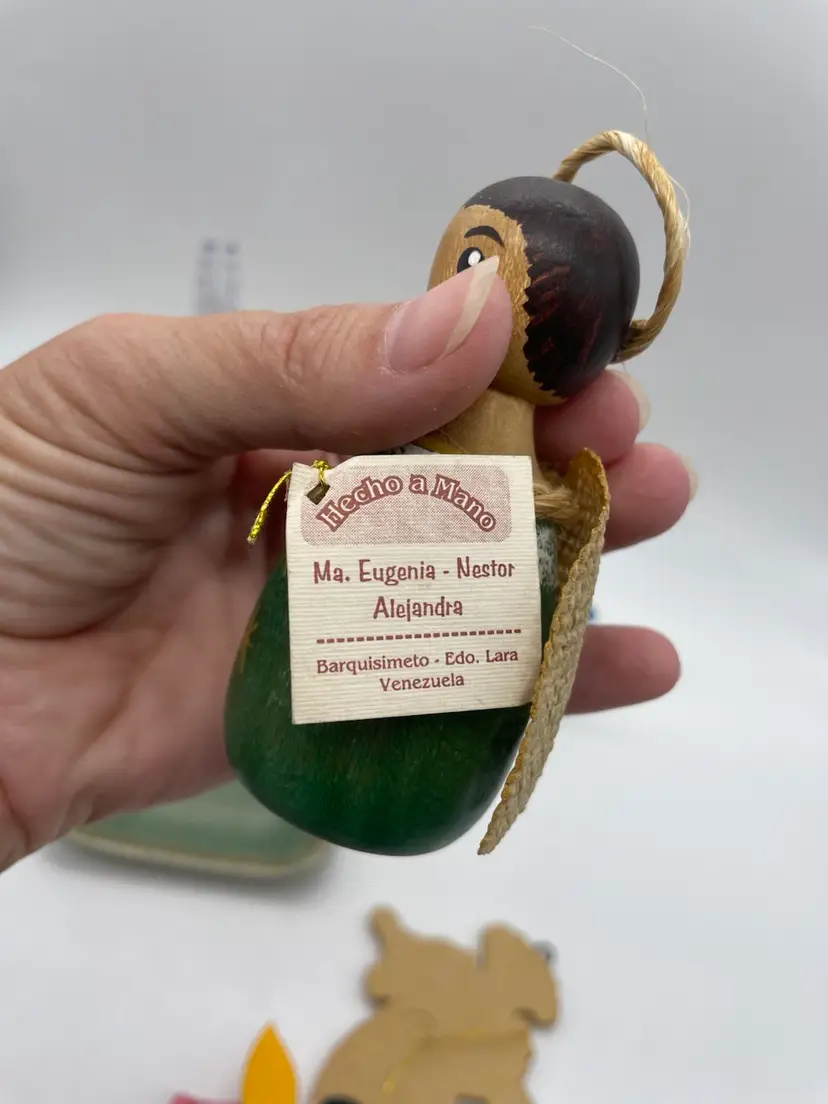 Hecho a Mano
Ma. Eugenia - Nestor
Alejandra
Barquisimeto - Edo. Lara
Venezuela